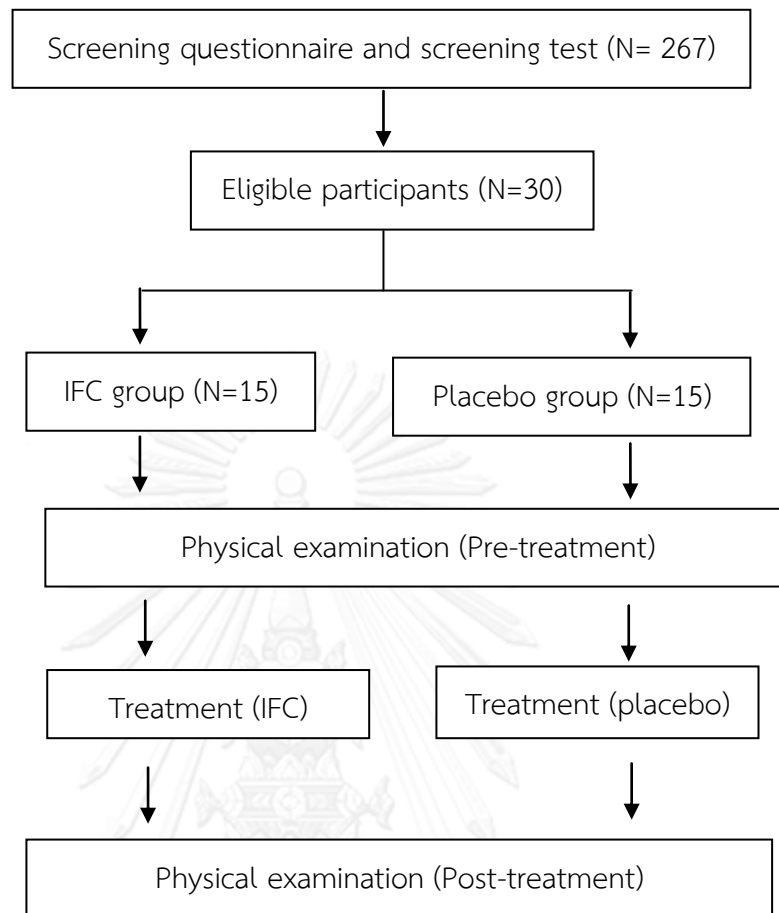 Screening questionnaire and screening test (N= 267)
Eligible participants (N=30)
IFC group (N=15)
Placebo group (N=15)
Physical examination (Pre-treatment)
Treatment (IFC)
Treatment (placebo)
Physical examination (Post-treatment)